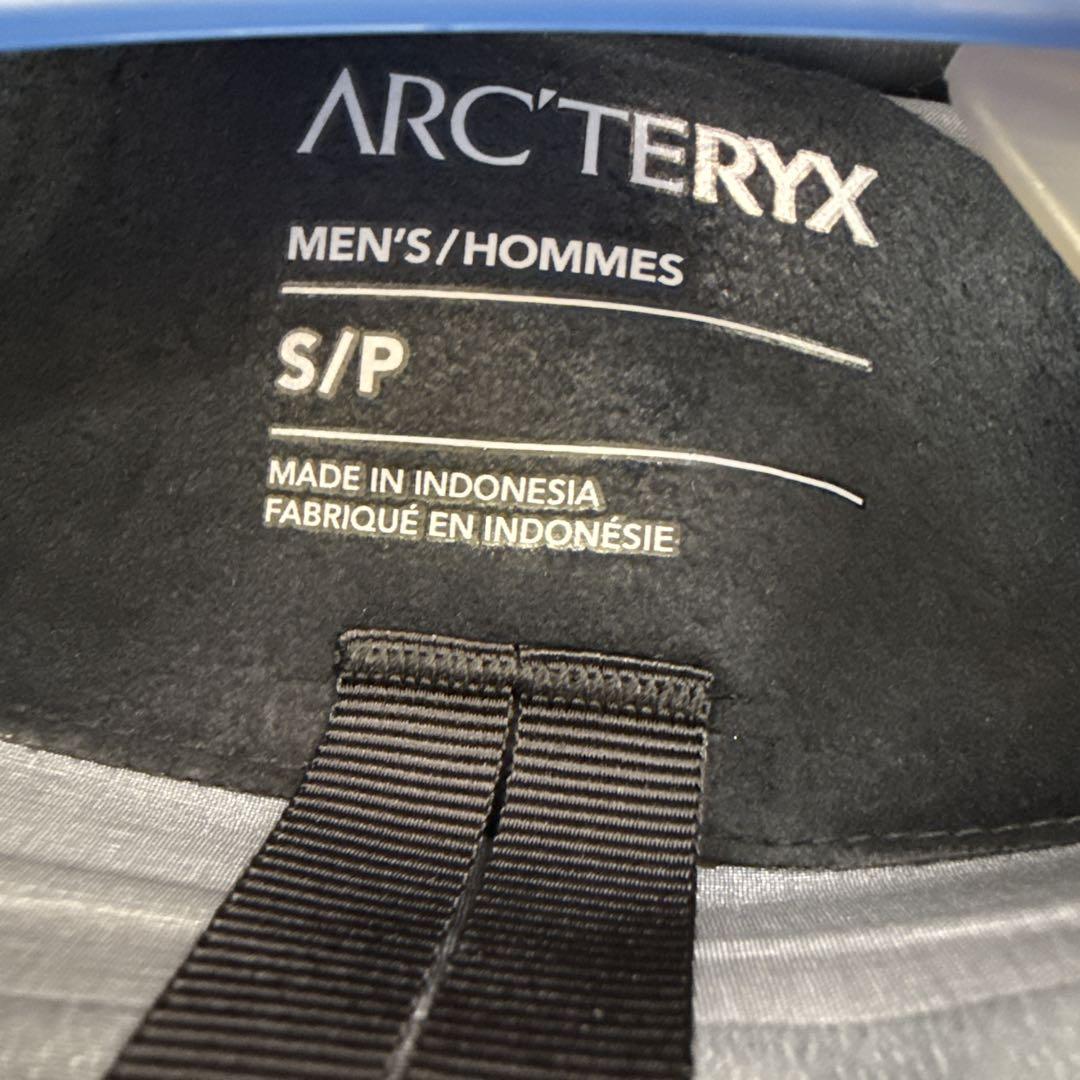 ARC'TERYX
MEN'S/HOMMES
S/P
MADE IN INDONESIA
FABRIQUÉ EN INDONÉSIE